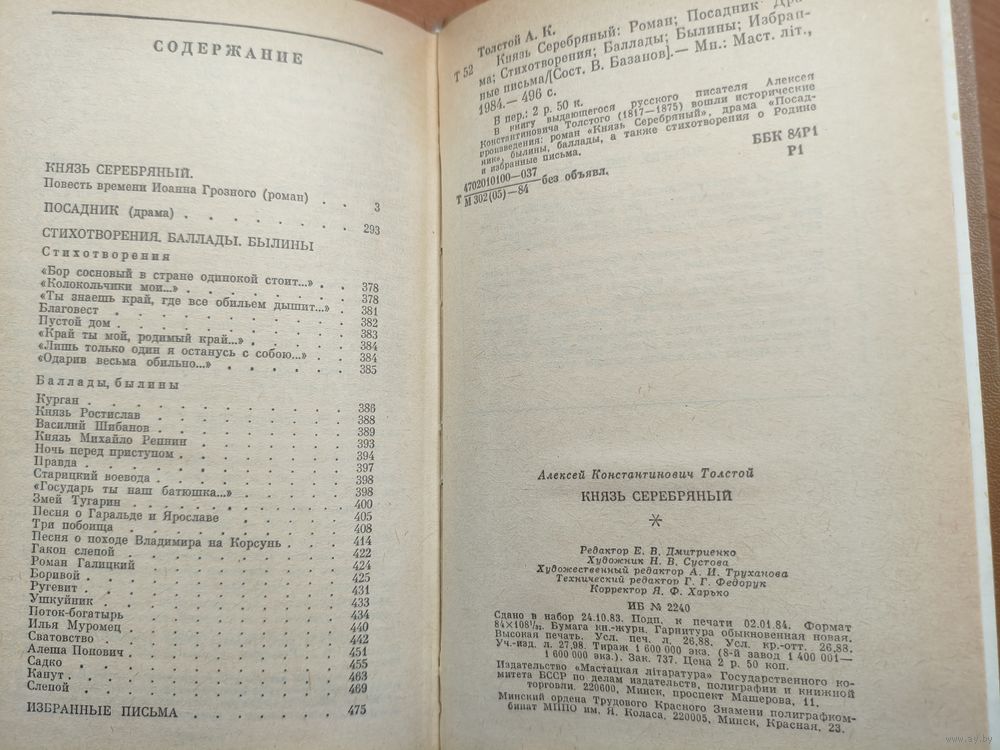 СОДЕРЖАНИЕ
КНЯЗЬ СЕРЕБРЯНЫЙ.
Повесть времени Иоанна Грозного (роман) . . 3
ПОСАДНИК (драма) . . . . . . . 293
СТИХОТВОРЕНИЯ. БАЛЛАДЫ. БЫЛИНЫ
Стихотворения
«Бор сосновый в стране одинокой стоит...» . . 378
«Колокольчики мои...» . . . . . . . 378
«Ты знаешь край, где все обильем дышит...» . 381
Благовест . . . . . . . . . 382
Пустой дом . . . . . . . . . 383
«Край ты мой, родимый край...» . . . . . 384
«Лишь только один я останусь с собою...» . . 384
«Одарив весьма обильно...» . . . . . . 385
Баллады, былины
Курган . . . . . . . . . . 386
Князь Ростислав . . . . . . . . 388
Василий Шибанов . . . . . . . . 389
Князь Михайло Репнин . . . . . . . 393
Ночь перед приступом . . . . . . . 394
Правда . . . . . . . . . . 397
Старицкий воевода . . . . . . . . 398
«Государь ты наш батюшка...» . . . . . 398
Змей Тугарин . . . . . . . . . 400
Песня о Гаральде и Ярославе . . . . . 405
Три побоища . . . . . . . . . 408
Песня о походе Владимира на Корсунь . . . 414
Гакон слепой . . . . . . . . . 422
Роман Галицкий . . . . . . . . 424
Боривой . . . . . . . . . . 425
Ругевит . . . . . . . . . . 431
Ушкуйник . . . . . . . . . . 433
Поток-богатырь . . . . . . . . 434
Илья Муромец . . . . . . . . . 440
Сватовство . . . . . . . . . 442
Алеша Попович . . . . . . . . . 451
Садко . . . . . . . . . . 455
Канут . . . . . . . . . . 463
Слепой . . . . . . . . . . 469
ИЗБРАННЫЕ ПИСЬМА . . . . . . . 475
Толстой А. К.
Т 52 Князь Серебряный: Роман; Посадник: Дра-
ма; Стихотворения; Баллады; Былины; Избран-
ные письма/[Сост. В. Базанов].— Мн.: Маст. літ.,
1984.— 496 с.
В пер.: 2 р. 50 к.
В книгу выдающегося русского писателя Алексея
Константиновича Толстого (1817—1875) вошли исторические
произведения: роман «Князь Серебряный», драма «Посад-
ник», былины, баллады, а также стихотворения о Родине
и избранные письма.
Т 4702010100—037
М 302(05)—84 без объявл.
ББК 84Р1
Р1
Алексей Константинович Толстой
КНЯЗЬ СЕРЕБРЯНЫЙ
*
Редактор Е. В. Дмитриенко
Художник Н. В. Сустова
Художественный редактор А. И. Труханова
Технический редактор Г. Г. Федорук
Корректор Я. Ф. Харько
ИБ № 2240
Сдано в набор 24.10.83. Подп. к печати 02.01.84. Формат
84×108¹/₃₂. Бумага кн.-журн. Гарнитура обыкновенная новая.
Высокая печать. Усл. печ. л. 26,88. Усл. кр.-отт. 26,88.
Уч.-изд. л. 27,98. Тираж 1 600 000 экз. (8-й завод 1 400 001—
1 600 000 экз.). Зак. 737. Цена 2 р. 50 коп.
Издательство «Мастацкая літаратура» Государственного ко-
митета БССР по делам издательств, полиграфии и книжной
торговли. 220600, Минск, проспект Машерова, 11.
Минский ордена Трудового Красного Знамени полиграфком-
бинат МППО им. Я. Коласа. 220005, Минск, Красная, 23.
www.ay.by